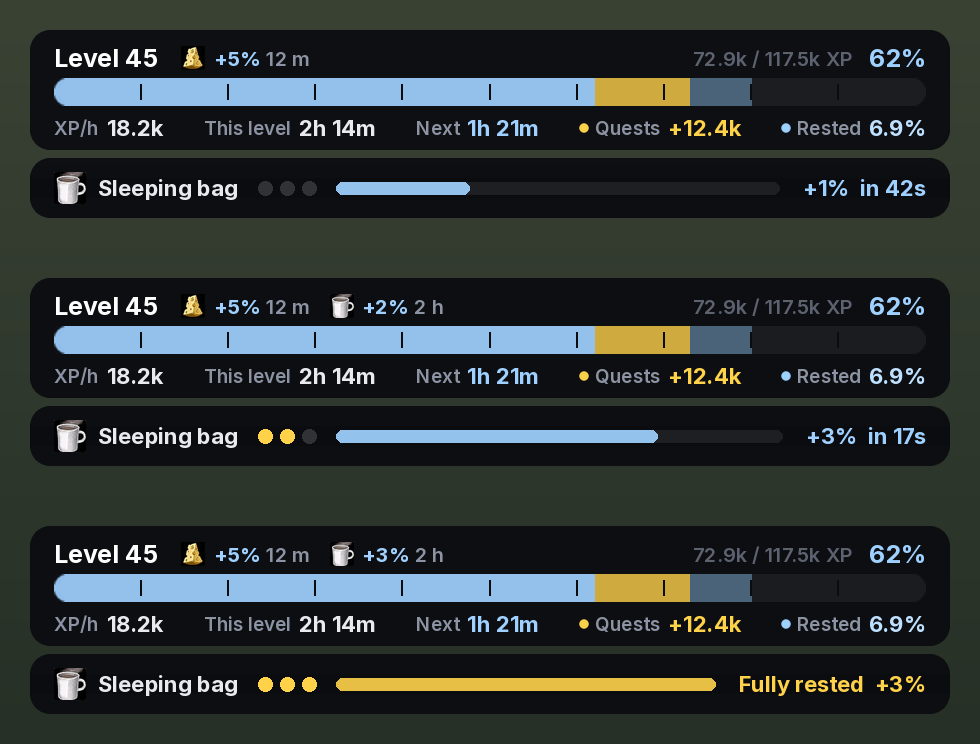 Level 45 +5% 12 m 72.9k / 117.5k XP 62%
XP/h 18.2k This level 2h 14m Next 1h 21m Quests +12.4k Rested 6.9%
Sleeping bag +1% in 42s
Level 45 +5% 12 m +2% 2 h 72.9k / 117.5k XP 62%
XP/h 18.2k This level 2h 14m Next 1h 21m Quests +12.4k Rested 6.9%
Sleeping bag +3% in 17s
Level 45 +5% 12 m +3% 2 h 72.9k / 117.5k XP 62%
XP/h 18.2k This level 2h 14m Next 1h 21m Quests +12.4k Rested 6.9%
Sleeping bag Fully rested +3%